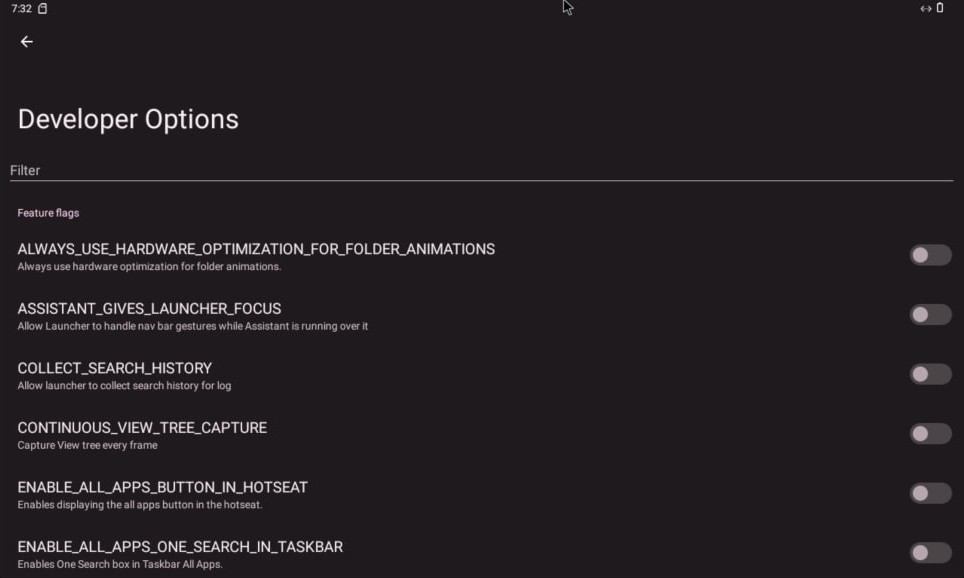 7:32
Developer Options
Filter
Feature flags
ALWAYS_USE_HARDWARE_OPTIMIZATION_FOR_FOLDER_ANIMATIONS
Always use hardware optimization for folder animations.
ASSISTANT_GIVES_LAUNCHER_FOCUS
Allow Launcher to handle nav bar gestures while Assistant is running over it
COLLECT_SEARCH_HISTORY
Allow launcher to collect search history for log
CONTINUOUS_VIEW_TREE_CAPTURE
Capture View tree every frame
ENABLE_ALL_APPS_BUTTON_IN_HOTSEAT
Enables displaying the all apps button in the hotseat.
ENABLE_ALL_APPS_ONE_SEARCH_IN_TASKBAR
Enables One Search box in Taskbar All Apps.